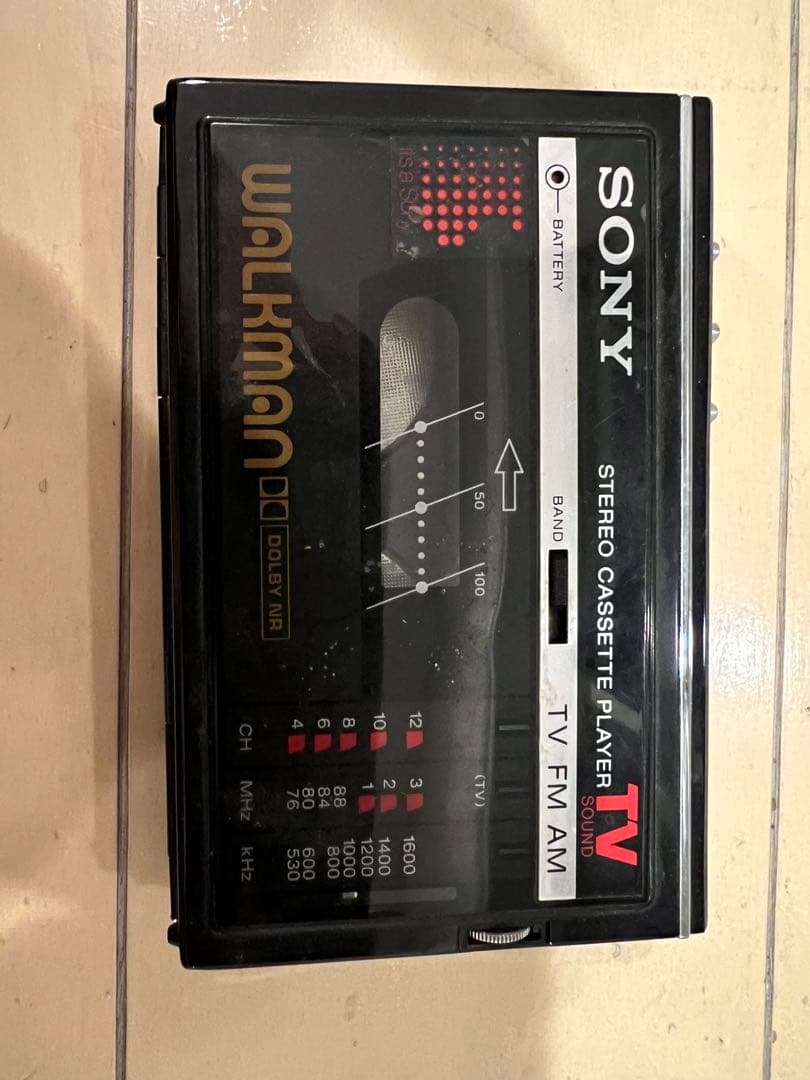 SONY STEREO CASSETTE PLAYER TV
SOUND
BATTERY BAND TV FM AM
it's a Sony
0 50 100
(TV)
12 3 1600
10 2 1400
1 1200
8 88 1000
800
6 84
80 600
4 76 530
CH MHz kHz
WALKMAN DOLBY NR